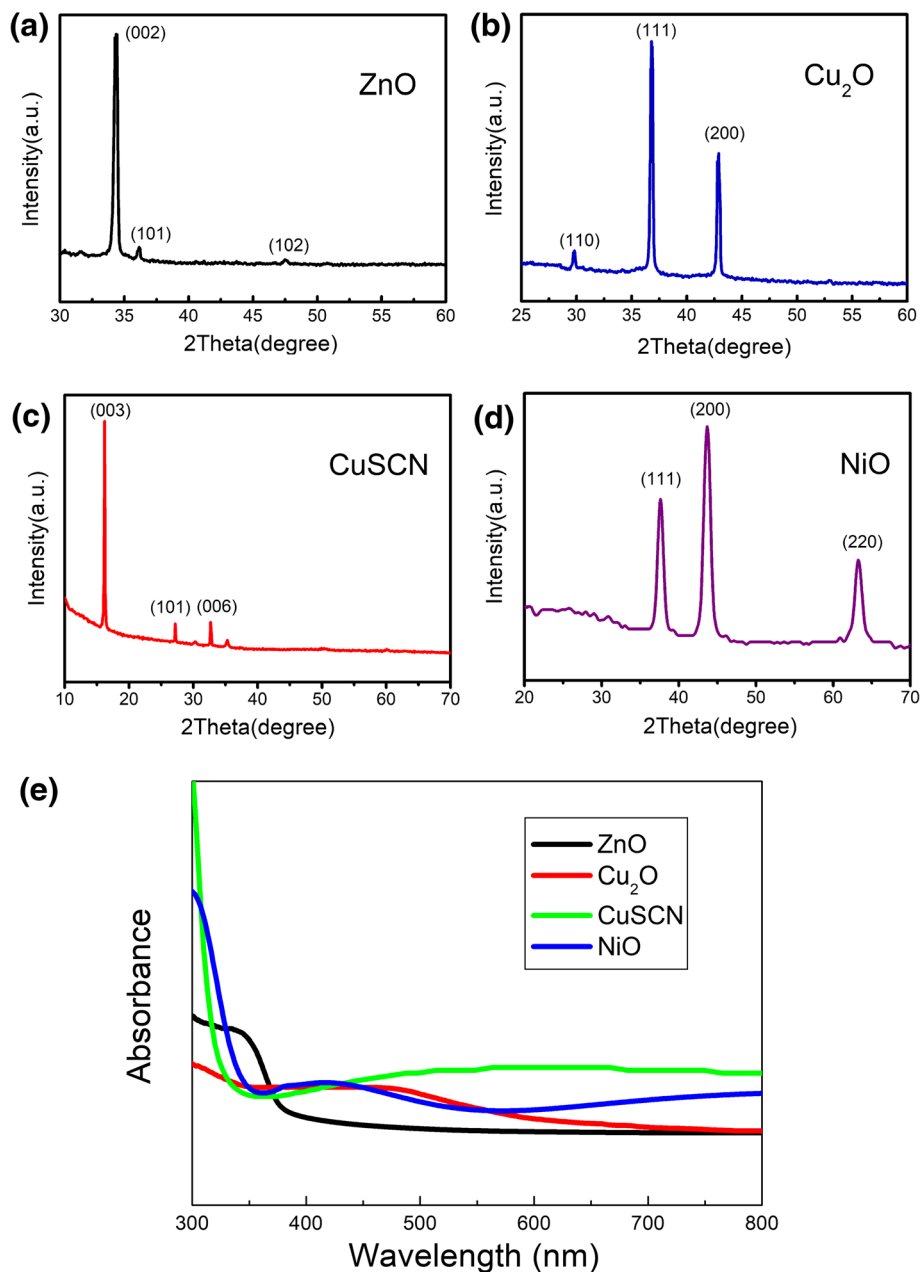 (a)
(002)
ZnO
(101)
(102)
Intensity(a.u.)
30 35 40 45 50 55 60
2Theta(degree)
(b)
(111)
Cu₂O
(200)
(110)
Intensity(a.u.)
25 30 35 40 45 50 55 60
2Theta(degree)
(c)
(003)
CuSCN
(101) (006)
Intensity(a.u.)
10 20 30 40 50 60 70
2Theta(degree)
(d)
(200)
NiO
(111)
(220)
Intensity(a.u.)
20 30 40 50 60 70
2Theta(degree)
(e)
ZnO
Cu₂O
CuSCN
NiO
Absorbance
300 400 500 600 700 800
Wavelength (nm)